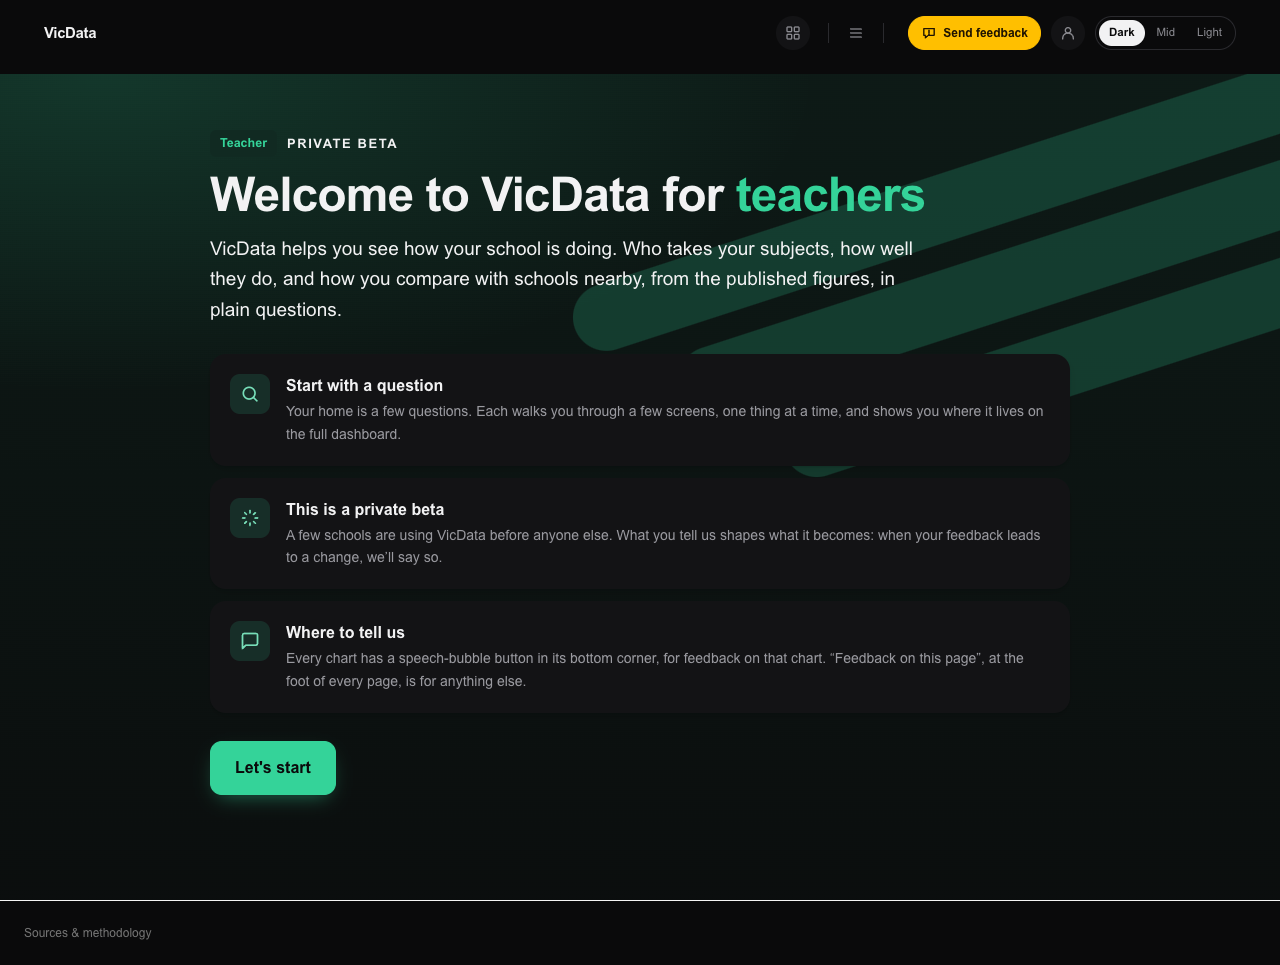 VicData
Send feedback
Dark
Mid
Light
Teacher
PRIVATE BETA
Welcome to VicData for teachers
VicData helps you see how your school is doing. Who takes your subjects, how well
they do, and how you compare with schools nearby, from the published figures, in
plain questions.
Start with a question
Your home is a few questions. Each walks you through a few screens, one thing at a time, and shows you where it lives on
the full dashboard.
This is a private beta
A few schools are using VicData before anyone else. What you tell us shapes what it becomes: when your feedback leads
to a change, we’ll say so.
Where to tell us
Every chart has a speech-bubble button in its bottom corner, for feedback on that chart. “Feedback on this page”, at the
foot of every page, is for anything else.
Let's start
Sources & methodology